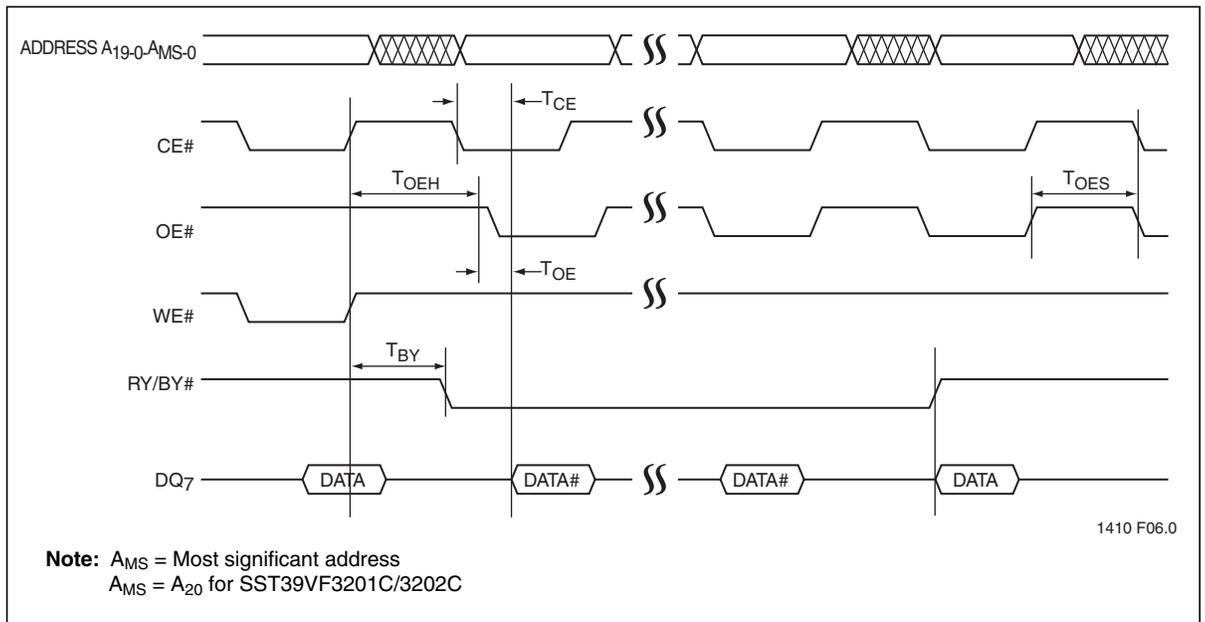 ADDRESS A19-0-AMS-0
TCE
CE#
TOEH
TOES
OE#
TOE
WE#
TBY
RY/BY#
DQ7 DATA DATA# DATA# DATA
1410 F06.0
Note: AMS = Most significant address
AMS = A20 for SST39VF3201C/3202C